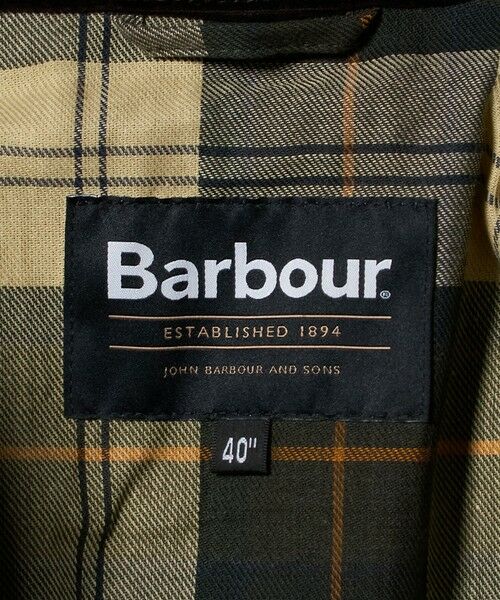 Barbour®
ESTABLISHED 1894
JOHN BARBOUR AND SONS
40"